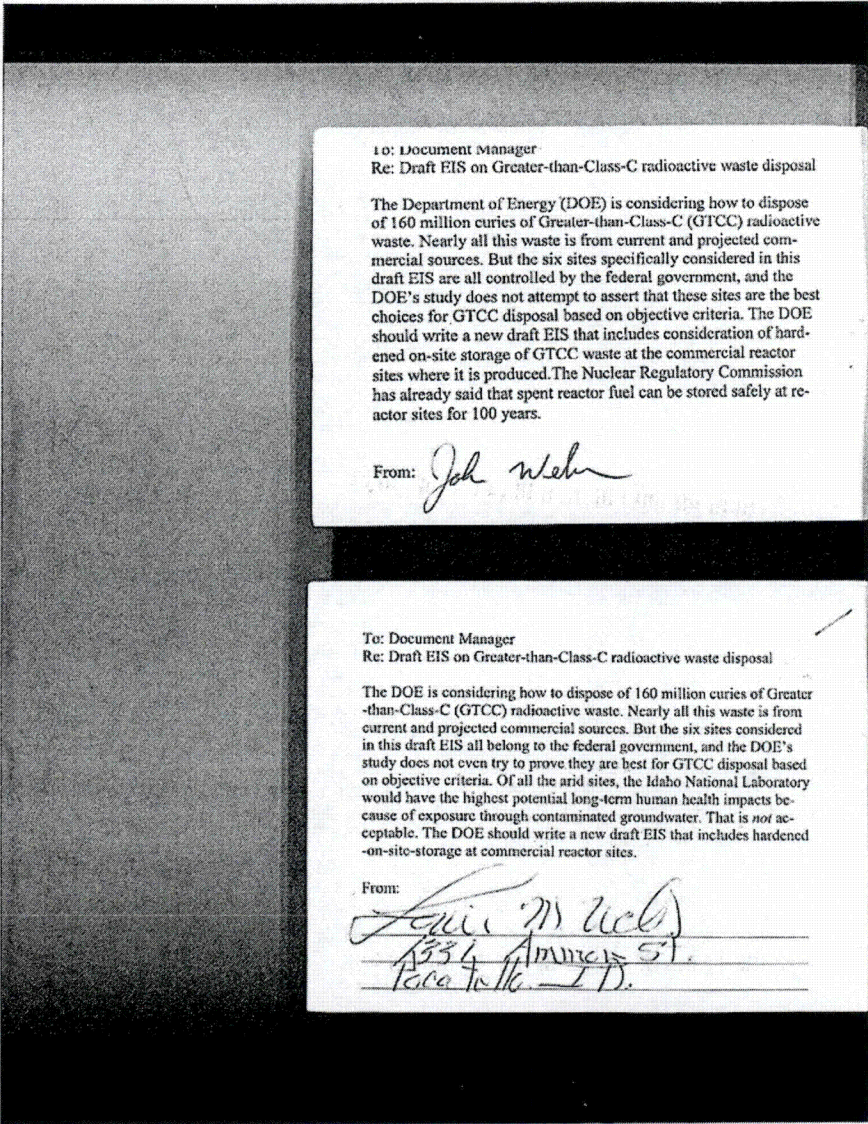 To: Document Manager
Re: Draft EIS on Greater-than-Class-C radioactive waste disposal
The Department of Energy (DOE) is considering how to dispose
of 160 million curies of Greater-than-Class-C (GTCC) radioactive
waste. Nearly all this waste is from current and projected com-
mercial sources. But the six sites specifically considered in this
draft EIS are all controlled by the federal government, and the
DOE's study does not attempt to assert that these sites are the best
choices for GTCC disposal based on objective criteria. The DOE
should write a new draft EIS that includes consideration of hard-
ened on-site storage of GTCC waste at the commercial reactor
sites where it is produced.The Nuclear Regulatory Commission
has already said that spent reactor fuel can be stored safely at re-
actor sites for 100 years.
From:
To: Document Manager
Re: Draft EIS on Greater-than-Class-C radioactive waste disposal
The DOE is considering how to dispose of 160 million curies of Greater
-than-Class-C (GTCC) radioactive waste. Nearly all this waste is from
current and projected commercial sources. But the six sites considered
in this draft EIS all belong to the federal government, and the DOE's
study does not even try to prove they are best for GTCC disposal based
on objective criteria. Of all the arid sites, the Idaho National Laboratory
would have the highest potential long-term human health impacts be-
cause of exposure through contaminated groundwater. That is not ac-
ceptable. The DOE should write a new draft EIS that includes hardened
-on-site-storage at commercial reactor sites.
From:
St.
Pocatello ID.